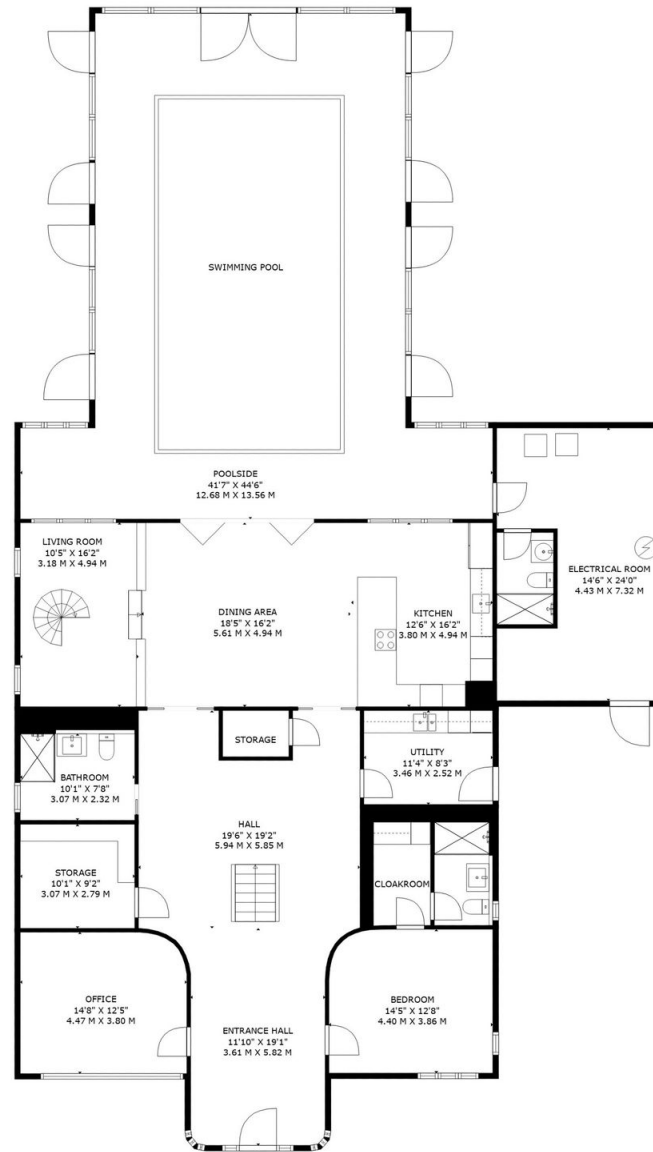 SWIMMING POOL
POOLSIDE
41'7" X 44'6"
12.68 M X 13.56 M
LIVING ROOM
10'5" X 16'2"
3.18 M X 4.94 M
DINING AREA
18'5" X 16'2"
5.61 M X 4.94 M
KITCHEN
12'6" X 16'2"
3.80 M X 4.94 M
ELECTRICAL ROOM
14'6" X 24'0"
4.43 M X 7.32 M
STORAGE
UTILITY
11'4" X 8'3"
3.46 M X 2.52 M
BATHROOM
10'1" X 7'8"
3.07 M X 2.32 M
HALL
19'6" X 19'2"
5.94 M X 5.85 M
STORAGE
10'1" X 9'2"
3.07 M X 2.79 M
CLOAKROOM
OFFICE
14'8" X 12'5"
4.47 M X 3.80 M
BEDROOM
14'5" X 12'8"
4.40 M X 3.86 M
ENTRANCE HALL
11'10" X 19'1"
3.61 M X 5.82 M